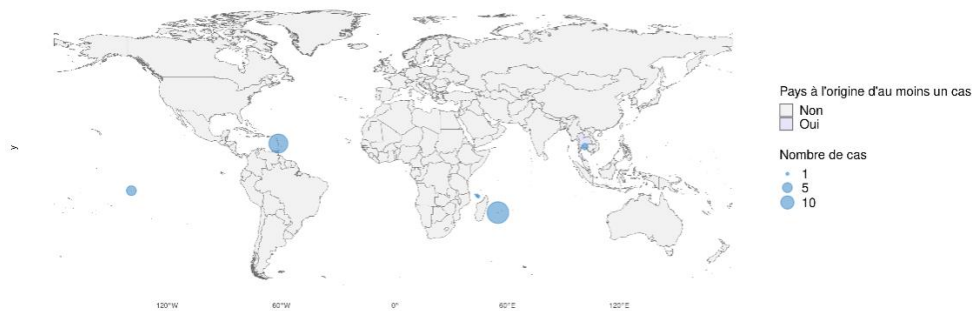 Pays à l'origine d'au moins un cas
Non
Oui
y
Nombre de cas
1
5
10
120°W
60°W
0°
60°E
120°E